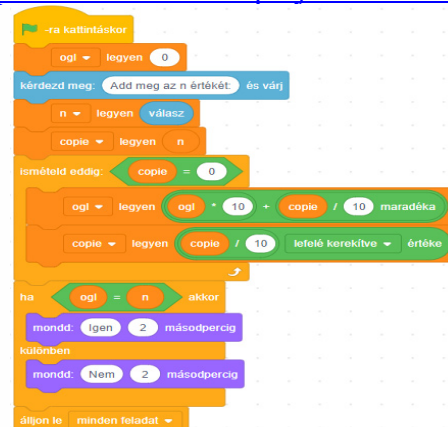 -ra kattintáskor
ogl legyen 0
kérdezd meg: Add meg az n értékét: és várj
n legyen válasz
copie legyen n
ismételd eddig: copie = 0
ogl legyen ogl * 10 + copie / 10 maradéka
copie legyen copie / 10 lefelé kerekítve értéke
ha ogl = n akkor
mondd: Igen 2 másodpercig
különben
mondd: Nem 2 másodpercig
álljon le minden feladat